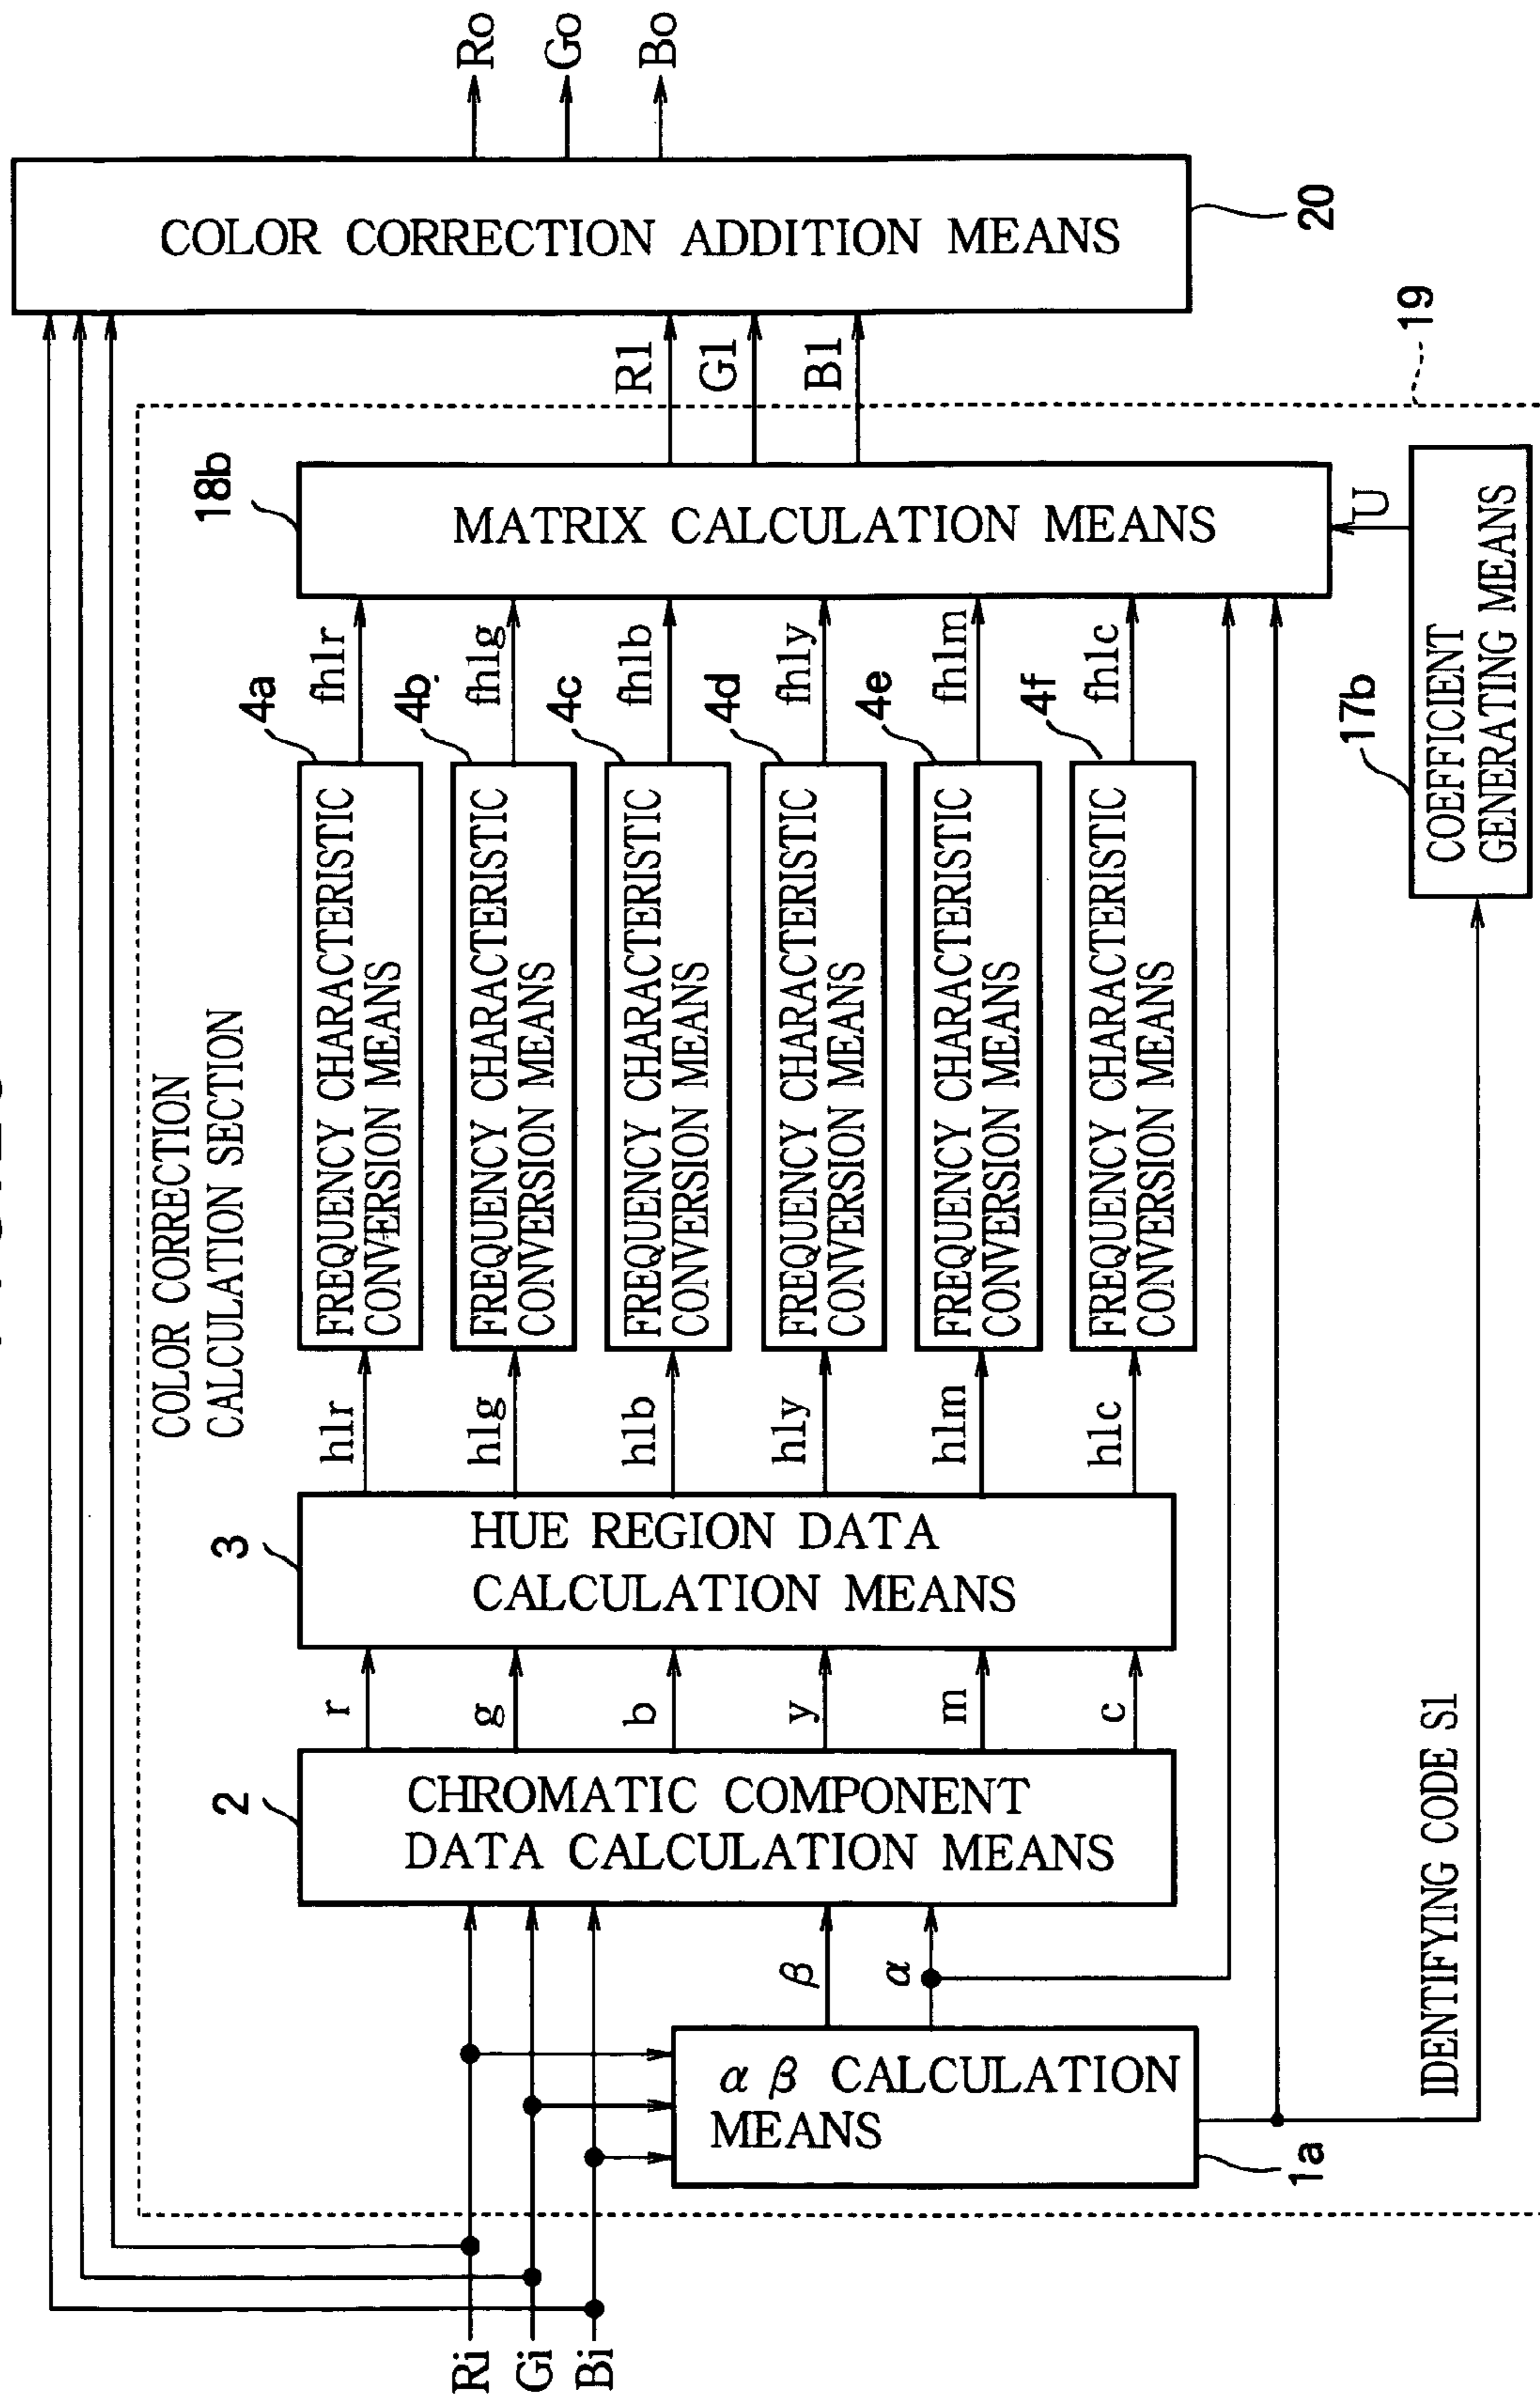 COLOR CORRECTION
CALCULATION SECTION
Ri
Gi
Bi
α β CALCULATION
MEANS
1a
β
α
IDENTIFYING CODE S1
2
CHROMATIC COMPONENT
DATA CALCULATION MEANS
r
g
b
y
m
c
3
HUE REGION DATA
CALCULATION MEANS
h1r
h1g
h1b
h1y
h1m
h1c
FREQUENCY CHARACTERISTIC
CONVERSION MEANS
4a
FREQUENCY CHARACTERISTIC
CONVERSION MEANS
4b
FREQUENCY CHARACTERISTIC
CONVERSION MEANS
4c
FREQUENCY CHARACTERISTIC
CONVERSION MEANS
4d
FREQUENCY CHARACTERISTIC
CONVERSION MEANS
4e
FREQUENCY CHARACTERISTIC
CONVERSION MEANS
4f
fh1r
fh1g
fh1b
fh1y
fh1m
fh1c
17b
COEFFICIENT
GENERATING MEANS
U
18b
MATRIX CALCULATION MEANS
R1
G1
B1
19
COLOR CORRECTION ADDITION MEANS
20
Ro
Go
Bo